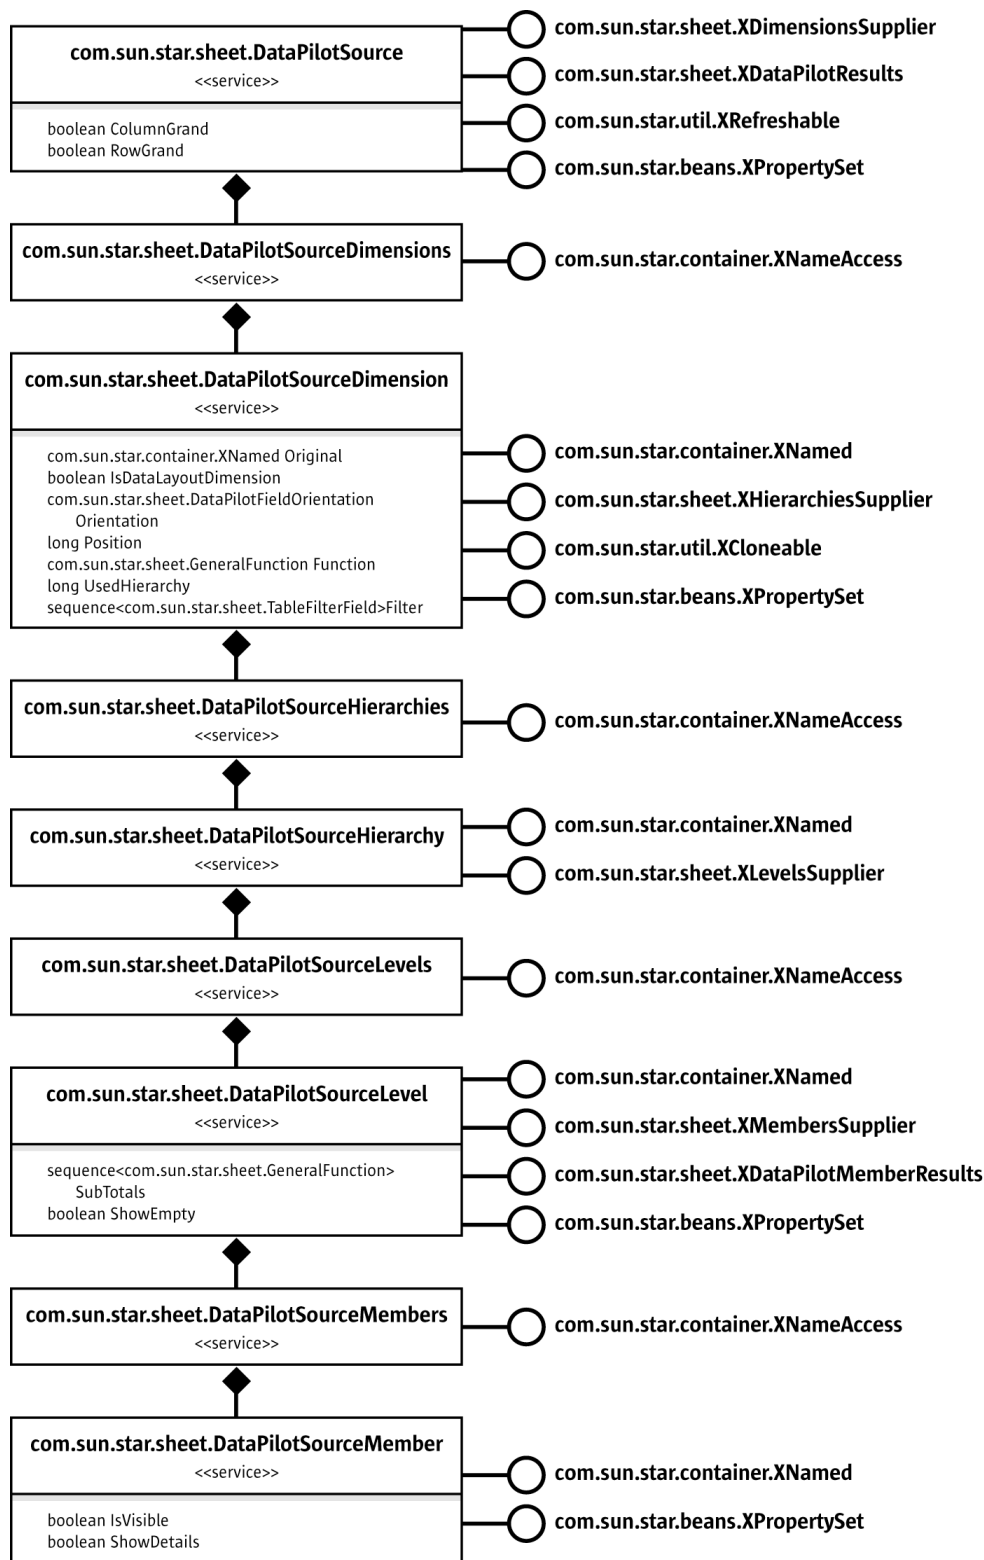 com.sun.star.sheet.DataPilotSource
<<service>>
boolean ColumnGrand
boolean RowGrand
com.sun.star.sheet.XDimensionsSupplier
com.sun.star.sheet.XDataPilotResults
com.sun.star.util.XRefreshable
com.sun.star.beans.XPropertySet
com.sun.star.sheet.DataPilotSourceDimensions
<<service>>
com.sun.star.container.XNameAccess
com.sun.star.sheet.DataPilotSourceDimension
<<service>>
com.sun.star.container.XNamed Original
boolean IsDataLayoutDimension
com.sun.star.sheet.DataPilotFieldOrientation
Orientation
long Position
com.sun.star.sheet.GeneralFunction Function
long UsedHierarchy
sequence<com.sun.star.sheet.TableFilterField>Filter
com.sun.star.container.XNamed
com.sun.star.sheet.XHierarchiesSupplier
com.sun.star.util.XCloneable
com.sun.star.beans.XPropertySet
com.sun.star.sheet.DataPilotSourceHierarchies
<<service>>
com.sun.star.container.XNameAccess
com.sun.star.sheet.DataPilotSourceHierarchy
<<service>>
com.sun.star.container.XNamed
com.sun.star.sheet.XLevelsSupplier
com.sun.star.sheet.DataPilotSourceLevels
<<service>>
com.sun.star.container.XNameAccess
com.sun.star.sheet.DataPilotSourceLevel
<<service>>
sequence<com.sun.star.sheet.GeneralFunction>
SubTotals
boolean ShowEmpty
com.sun.star.container.XNamed
com.sun.star.sheet.XMembersSupplier
com.sun.star.sheet.XDataPilotMemberResults
com.sun.star.beans.XPropertySet
com.sun.star.sheet.DataPilotSourceMembers
<<service>>
com.sun.star.container.XNameAccess
com.sun.star.sheet.DataPilotSourceMember
<<service>>
boolean IsVisible
boolean ShowDetails
com.sun.star.container.XNamed
com.sun.star.beans.XPropertySet